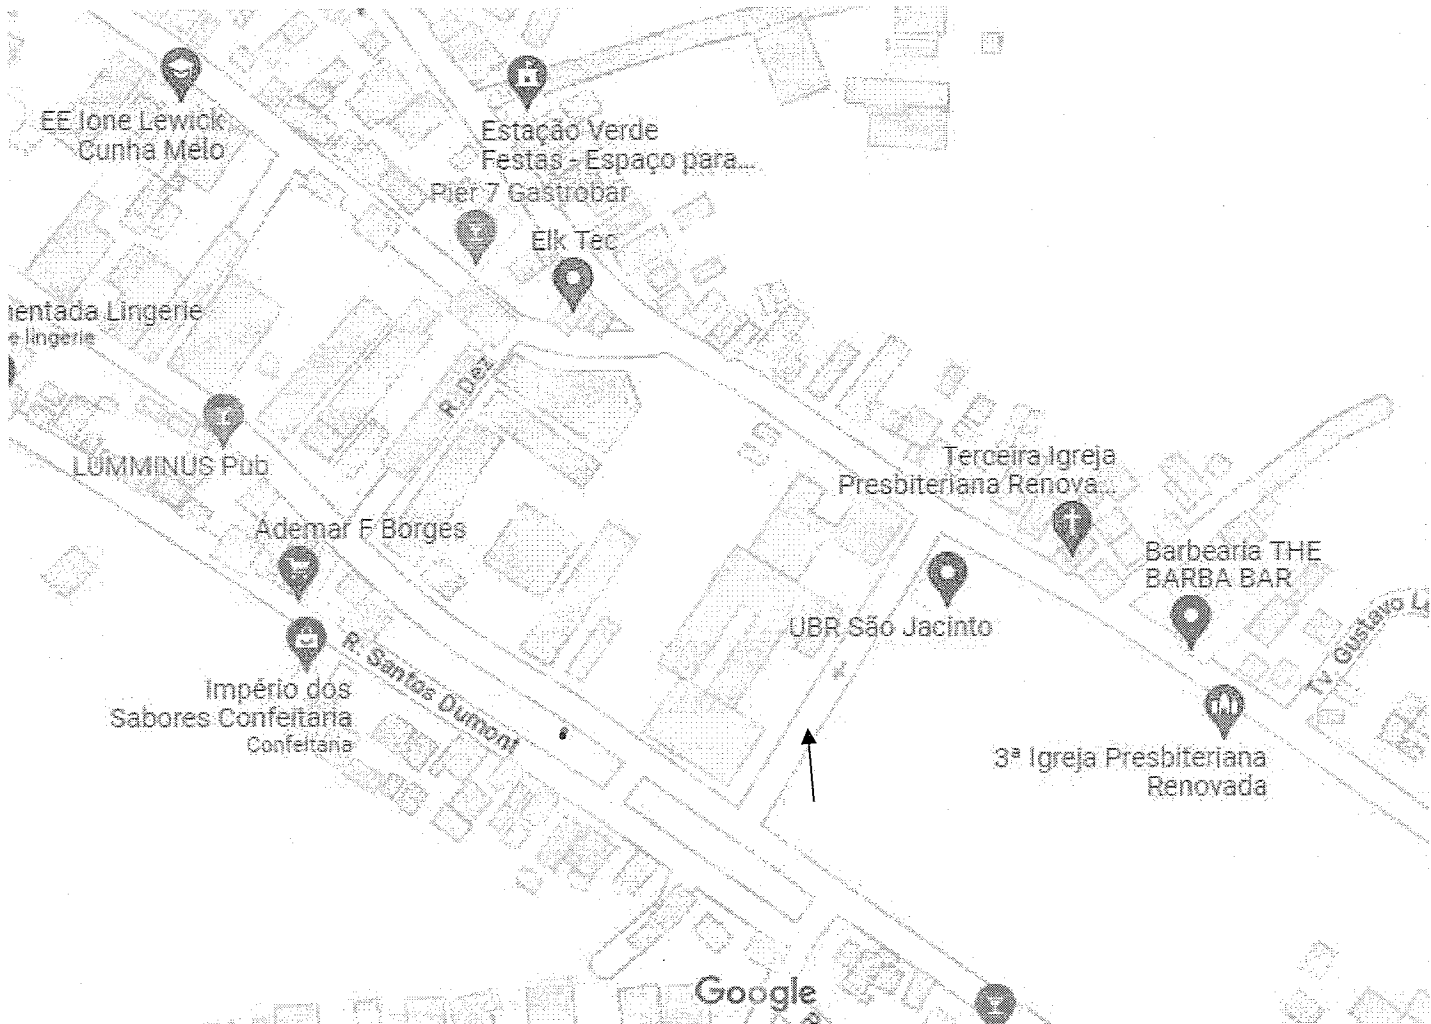 EE Ione Lewick
Cunha Melo
Estação Verde
Festas - Espaço para...
Pier 7 Gastrobar
Elk Tec
mentada Lingerie
e lingerie
R. Dez
LUMMINUS Pub
Terceira Igreja
Presbiteriana Renova...
Ademar F Borges
Barbearia THE
BARBA BAR
UBR São Jacinto
Tv. Gustavo Le
R. Santos Dumont
Império dos
Sabores Confeitaria
Confeitaria
3ª Igreja Presbiteriana
Renovada
Google